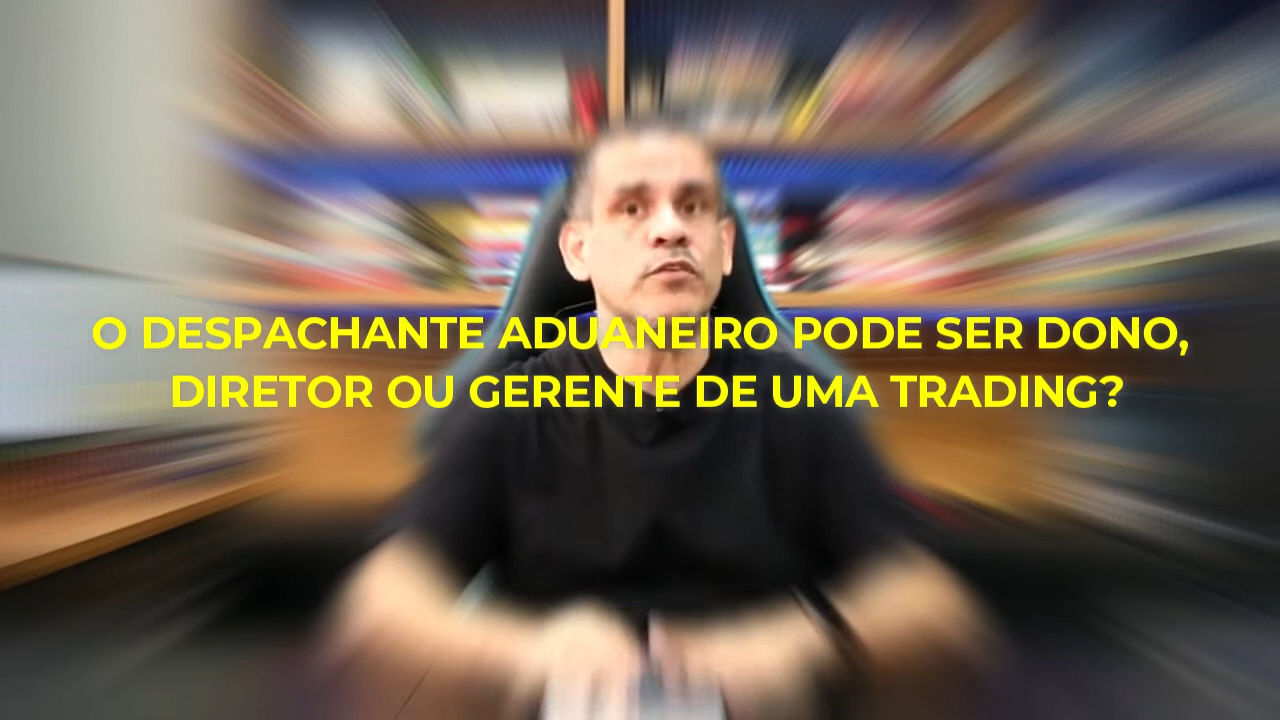 O DESPACHANTE ADUANEIRO PODE SER DONO,
DIRETOR OU GERENTE DE UMA TRADING?